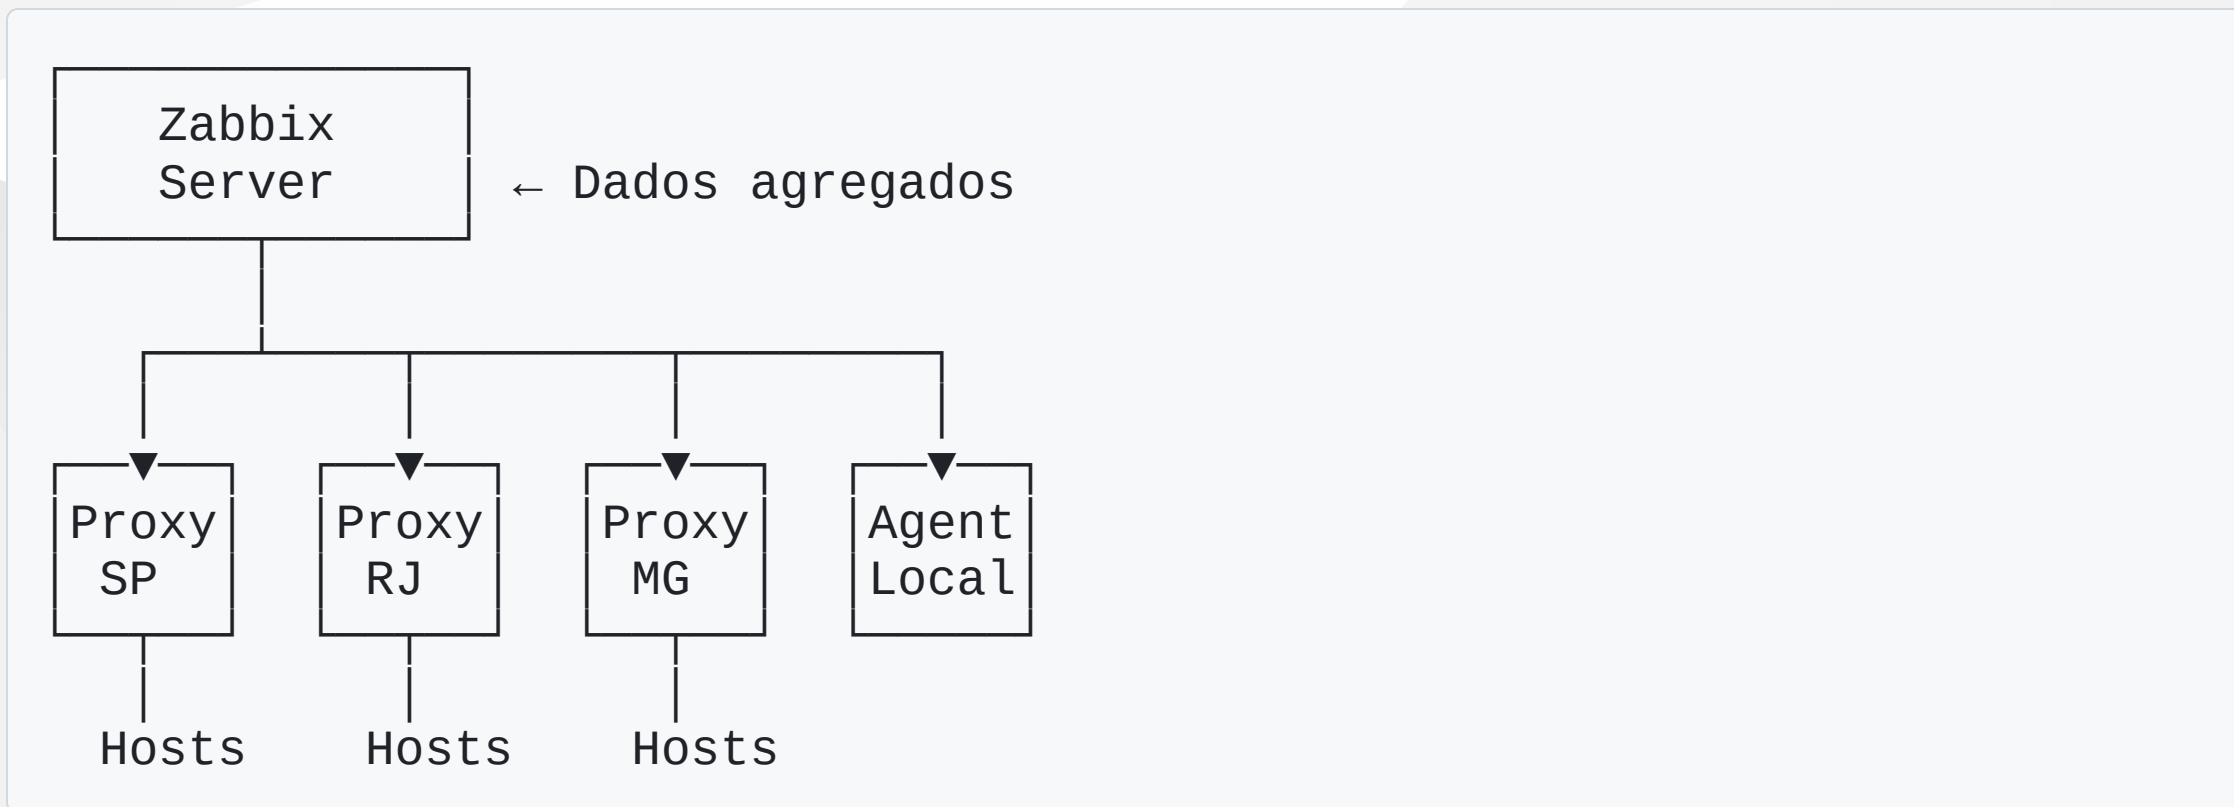 Zabbix
Server ← Dados agregados
Proxy Proxy Proxy Agent
SP RJ MG Local
Hosts Hosts Hosts